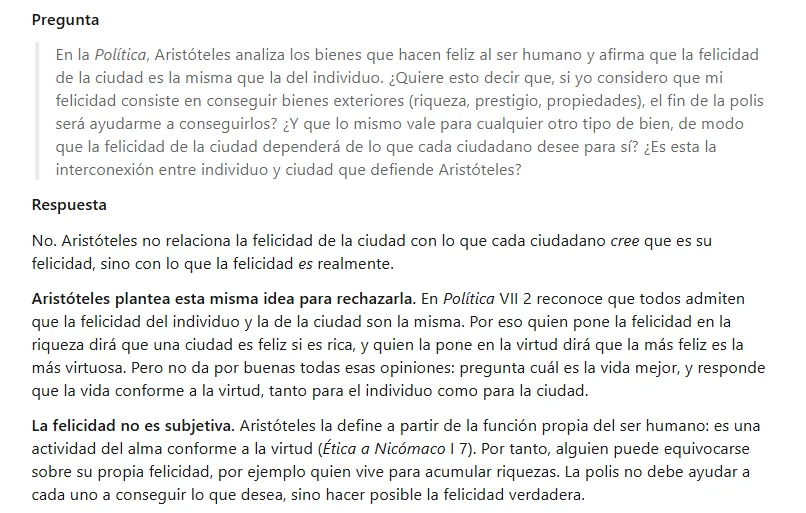 Pregunta
En la Política, Aristóteles analiza los bienes que hacen feliz al ser humano y afirma que la felicidad
de la ciudad es la misma que la del individuo. ¿Quiere esto decir que, si yo considero que mi
felicidad consiste en conseguir bienes exteriores (riqueza, prestigio, propiedades), el fin de la polis
será ayudarme a conseguirlos? ¿Y que lo mismo vale para cualquier otro tipo de bien, de modo
que la felicidad de la ciudad dependerá de lo que cada ciudadano desee para sí? ¿Es esta la
interconexión entre individuo y ciudad que defiende Aristóteles?
Respuesta
No. Aristóteles no relaciona la felicidad de la ciudad con lo que cada ciudadano cree que es su
felicidad, sino con lo que la felicidad es realmente.
Aristóteles plantea esta misma idea para rechazarla. En Política VII 2 reconoce que todos admiten
que la felicidad del individuo y la de la ciudad son la misma. Por eso quien pone la felicidad en la
riqueza dirá que una ciudad es feliz si es rica, y quien la pone en la virtud dirá que la más feliz es la
más virtuosa. Pero no da por buenas todas esas opiniones: pregunta cuál es la vida mejor, y responde
que la vida conforme a la virtud, tanto para el individuo como para la ciudad.
La felicidad no es subjetiva. Aristóteles la define a partir de la función propia del ser humano: es una
actividad del alma conforme a la virtud (Ética a Nicómaco I 7). Por tanto, alguien puede equivocarse
sobre su propia felicidad, por ejemplo quien vive para acumular riquezas. La polis no debe ayudar a
cada uno a conseguir lo que desea, sino hacer posible la felicidad verdadera.